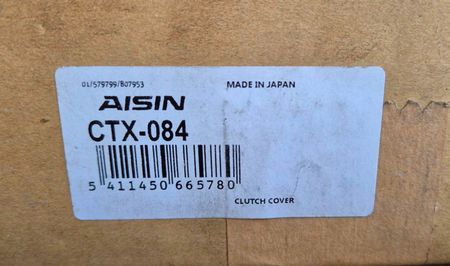 01/579799/B07953
MADE IN JAPAN
AISIN
CTX-084
5 411450 665780
CLUTCH COVER